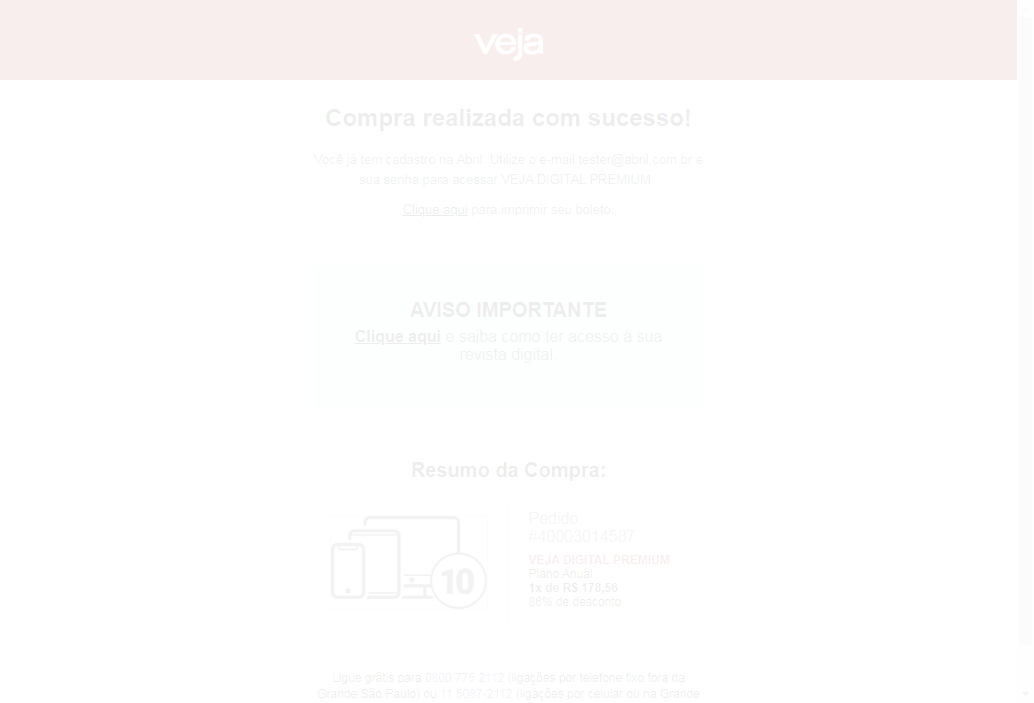 veja
Compra realizada com sucesso!
Você já tem cadastro na Abril. Utilize o e-mail tester@abril.com.br e
sua senha para acessar VEJA DIGITAL PREMIUM .
Clique aqui para imprimir seu boleto.
AVISO IMPORTANTE
Clique aqui e saiba como ter acesso à sua
revista digital.
Resumo da Compra:
10
Pedido:
#40003014587
VEJA DIGITAL PREMIUM
Plano Anual
1x de R$ 178,56
86% de desconto
Ligue grátis para 0800 775 2112 (ligações por telefone fixo fora da
Grande São Paulo) ou 11 5087-2112 (ligações por celular ou na Grande